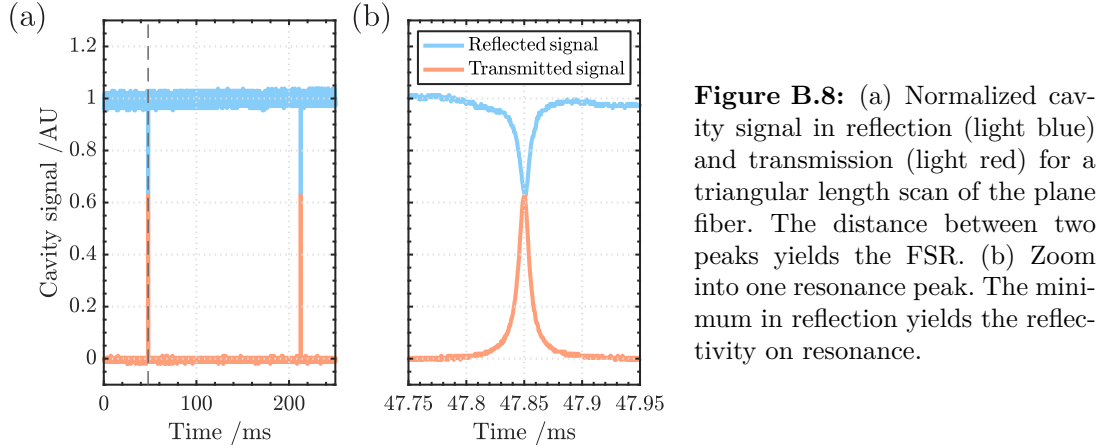 (a)
(b)
1.2
1
0.8
0.6
0.4
0.2
0
Cavity signal /AU
0
100
200
Time /ms
Reflected signal
Transmitted signal
47.75
47.8
47.85
47.9
47.95
Time /ms
Figure B.8: (a) Normalized cav-
ity signal in reflection (light blue)
and transmission (light red) for a
triangular length scan of the plane
fiber. The distance between two
peaks yields the FSR. (b) Zoom
into one resonance peak. The mini-
mum in reflection yields the reflec-
tivity on resonance.